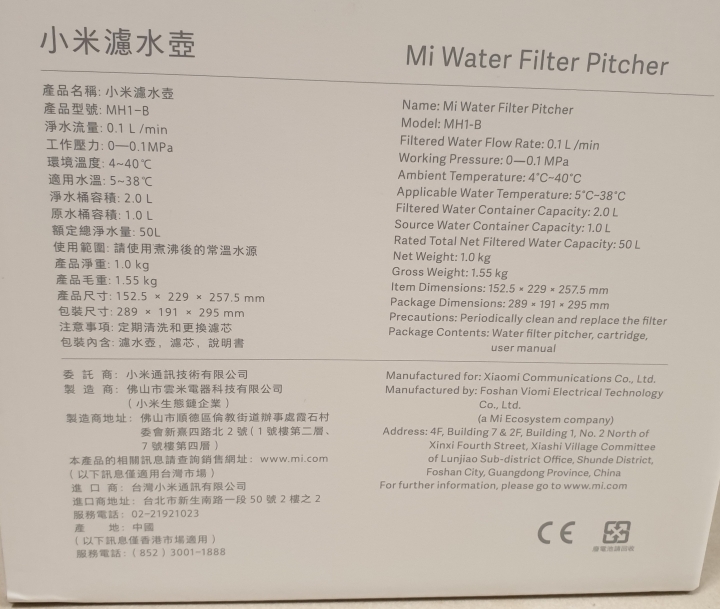 小米濾水壺
產品名稱: 小米濾水壺
產品型號: MH1-B
淨水流量: 0.1 L /min
工作壓力: 0—0.1MPa
環境溫度: 4~40℃
適用水溫: 5~38℃
淨水桶容積: 2.0 L
原水桶容積: 1.0 L
額定總淨水量: 50L
使用範圍: 請使用煮沸後的常溫水源
產品淨重: 1.0 kg
產品毛重: 1.55 kg
產品尺寸: 152.5 × 229 × 257.5 mm
包裝尺寸: 289 × 191 × 295 mm
注意事項: 定期清洗和更換濾芯
包裝內含: 濾水壺, 濾芯, 說明書
委 託 商: 小米通訊技術有限公司
製 造 商: 佛山市雲米電器科技有限公司
(小米生態鏈企業)
製造商地址: 佛山市順德區倫教街道辦事處霞石村
委會新熹四路北 2 號 (1 號樓第二層、
7 號樓第四層)
本產品的相關訊息請查詢銷售網址: www.mi.com
(以下訊息僅適用台灣市場)
進 口 商: 台灣小米通訊有限公司
進口商地址: 台北市新生南路一段 50 號 2 樓之 2
服務電話: 02-21921023
產 地: 中國
(以下訊息僅香港市場適用)
服務電話: (852) 3001-1888
Mi Water Filter Pitcher
Name: Mi Water Filter Pitcher
Model: MH1-B
Filtered Water Flow Rate: 0.1 L /min
Working Pressure: 0—0.1 MPa
Ambient Temperature: 4°C-40°C
Applicable Water Temperature: 5°C-38°C
Filtered Water Container Capacity: 2.0 L
Source Water Container Capacity: 1.0 L
Rated Total Net Filtered Water Capacity: 50 L
Net Weight: 1.0 kg
Gross Weight: 1.55 kg
Item Dimensions: 152.5 × 229 × 257.5 mm
Package Dimensions: 289 × 191 × 295 mm
Precautions: Periodically clean and replace the filter
Package Contents: Water filter pitcher, cartridge,
user manual
Manufactured for: Xiaomi Communications Co., Ltd.
Manufactured by: Foshan Viomi Electrical Technology
Co., Ltd.
(a Mi Ecosystem company)
Address: 4F, Building 7 & 2F, Building 1, No. 2 North of
Xinxi Fourth Street, Xiashi Village Committee
of Lunjiao Sub-district Office, Shunde District,
Foshan City, Guangdong Province, China
For further information, please go to www.mi.com
CE
廢電池請回收